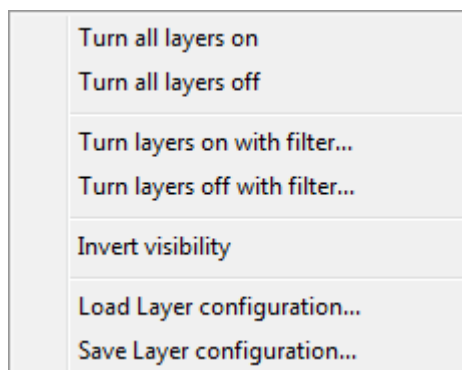 Turn all layers on
Turn all layers off
Turn layers on with filter...
Turn layers off with filter...
Invert visibility
Load Layer configuration...
Save Layer configuration...